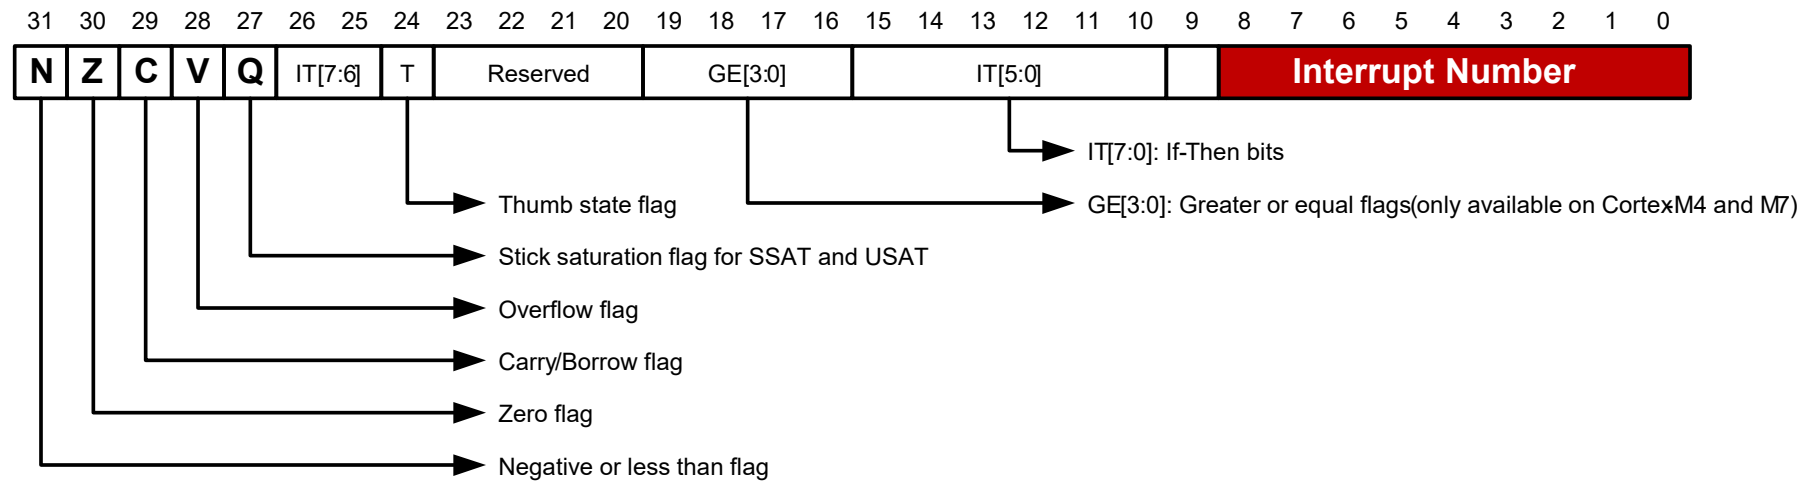 31 30 29 28 27 26 25 24 23 22 21 20 19 18 17 16 15 14 13 12 11 10 9 8 7 6 5 4 3 2 1 0
N Z C V Q IT[7:6] T Reserved GE[3:0] IT[5:0] Interrupt Number
IT[7:0]: If-Then bits
Thumb state flag
GE[3:0]: Greater or equal flags(only available on Cortex-M4 and M7)
Stick saturation flag for SSAT and USAT
Overflow flag
Carry/Borrow flag
Zero flag
Negative or less than flag